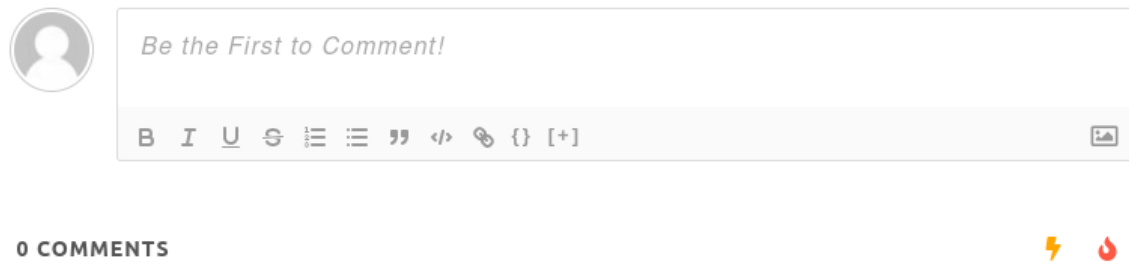 Be the First to Comment!
B I U S {} [+]
0 COMMENTS